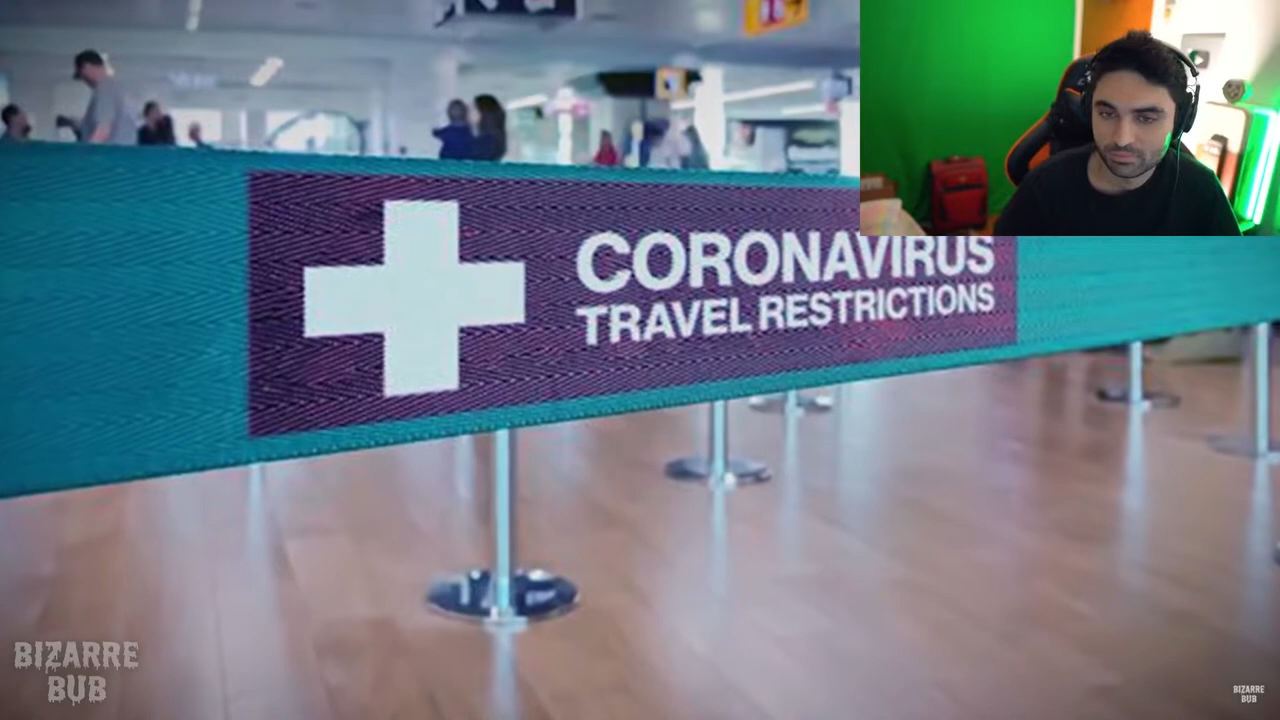 CORONAVIRUS
TRAVEL RESTRICTIONS
BIZARRE
BUB
BIZARRE
BUB